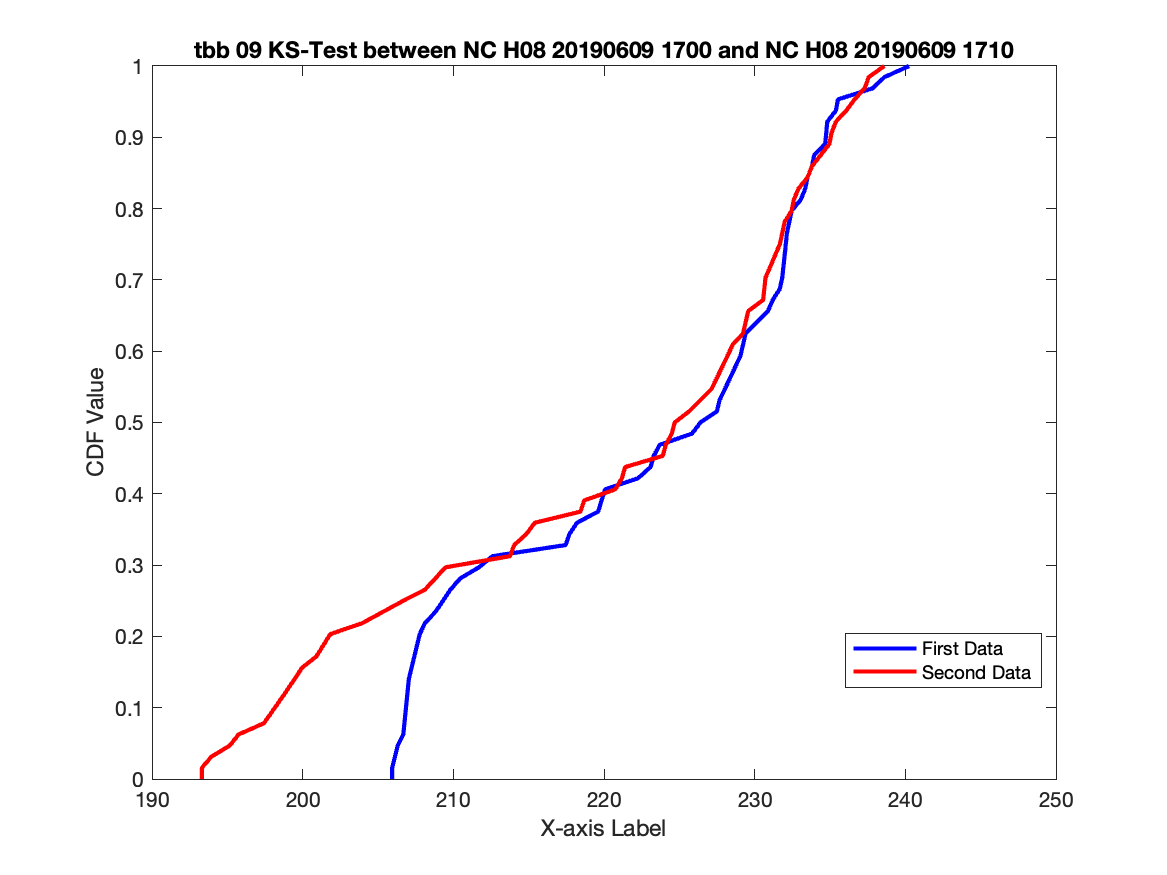 tbb 09 KS-Test between NC H08 20190609 1700 and NC H08 20190609 1710
1
0.9
0.8
0.7
0.6
0.5
0.4
0.3
0.2
0.1
0
CDF Value
First Data
Second Data
190 200 210 220 230 240 250
X-axis Label